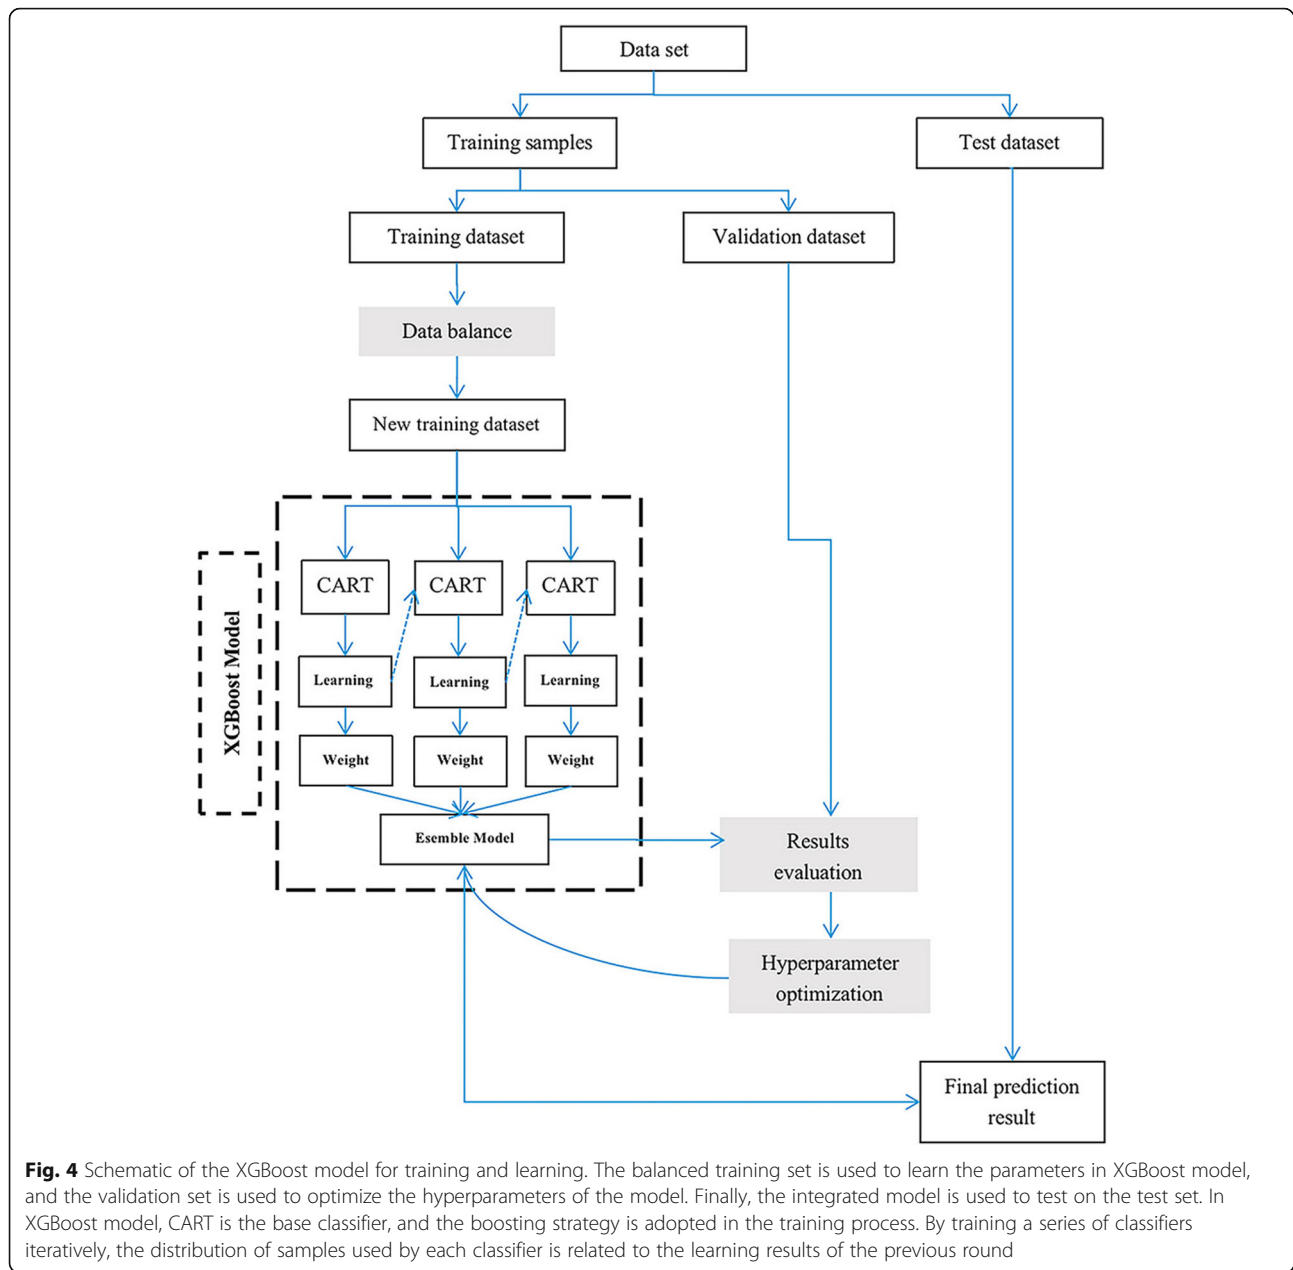 Data set
Training samples
Test dataset
Training dataset
Validation dataset
Data balance
New training dataset
XGBoost Model
CART
CART
CART
Learning
Learning
Learning
Weight
Weight
Weight
Esemble Model
Results
evaluation
Hyperparameter
optimization
Final prediction
result
Fig. 4 Schematic of the XGBoost model for training and learning. The balanced training set is used to learn the parameters in XGBoost model,
and the validation set is used to optimize the hyperparameters of the model. Finally, the integrated model is used to test on the test set. In
XGBoost model, CART is the base classifier, and the boosting strategy is adopted in the training process. By training a series of classifiers
iteratively, the distribution of samples used by each classifier is related to the learning results of the previous round